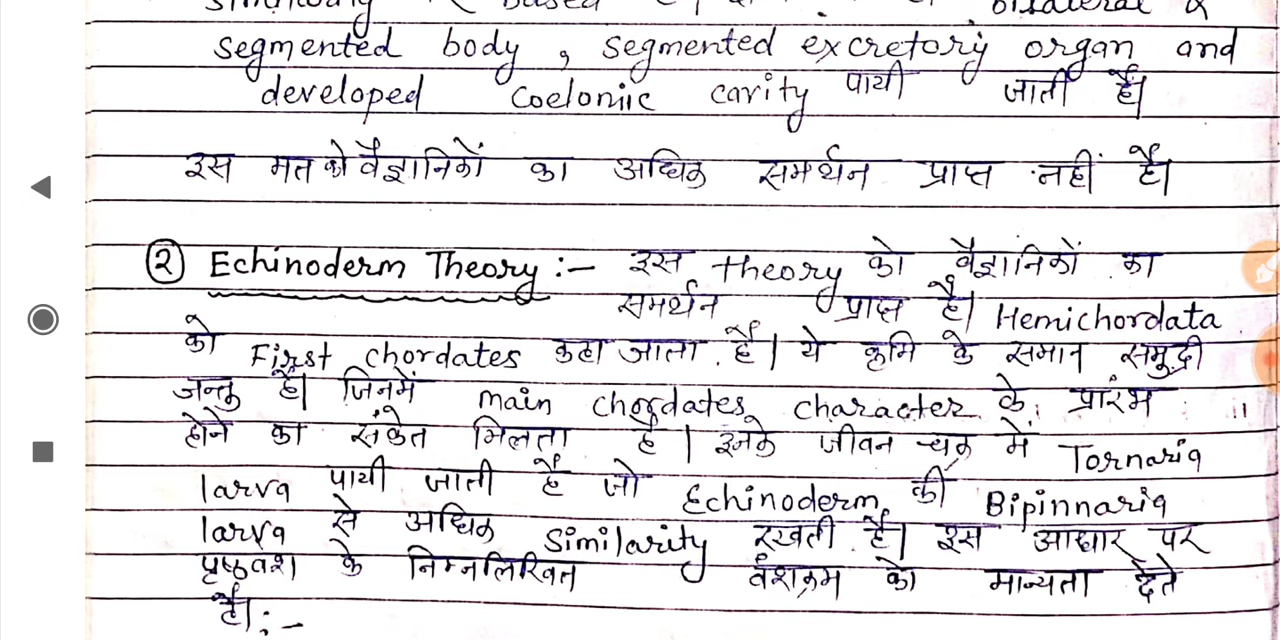 based
segmented body , segmented excretory organ and
developed coelomic cavity पायी जाती हैं।
इस मत को वैज्ञानिकों का अधिक समर्थन प्राप्त नहीं है।
② Echinoderm Theory :- इस theory को वैज्ञानिकों का
समर्थन प्राप्त है। Hemichordata
को First chordates कहा जाता है। ये कृमि के समान समुद्री
जन्तु हैं। जिनमें main chordates character के प्रारंभ
होने का संकेत मिलता है। इनके जीवन चक्र में Tornaria
larva पायी जाती है जो Echinoderm की Bipinnaria
larva से अधिक similarity रखती है। इस आधार पर
पृष्ठवंश के निम्नलिखित वंशक्रम को मान्यता देते
हैं। :-